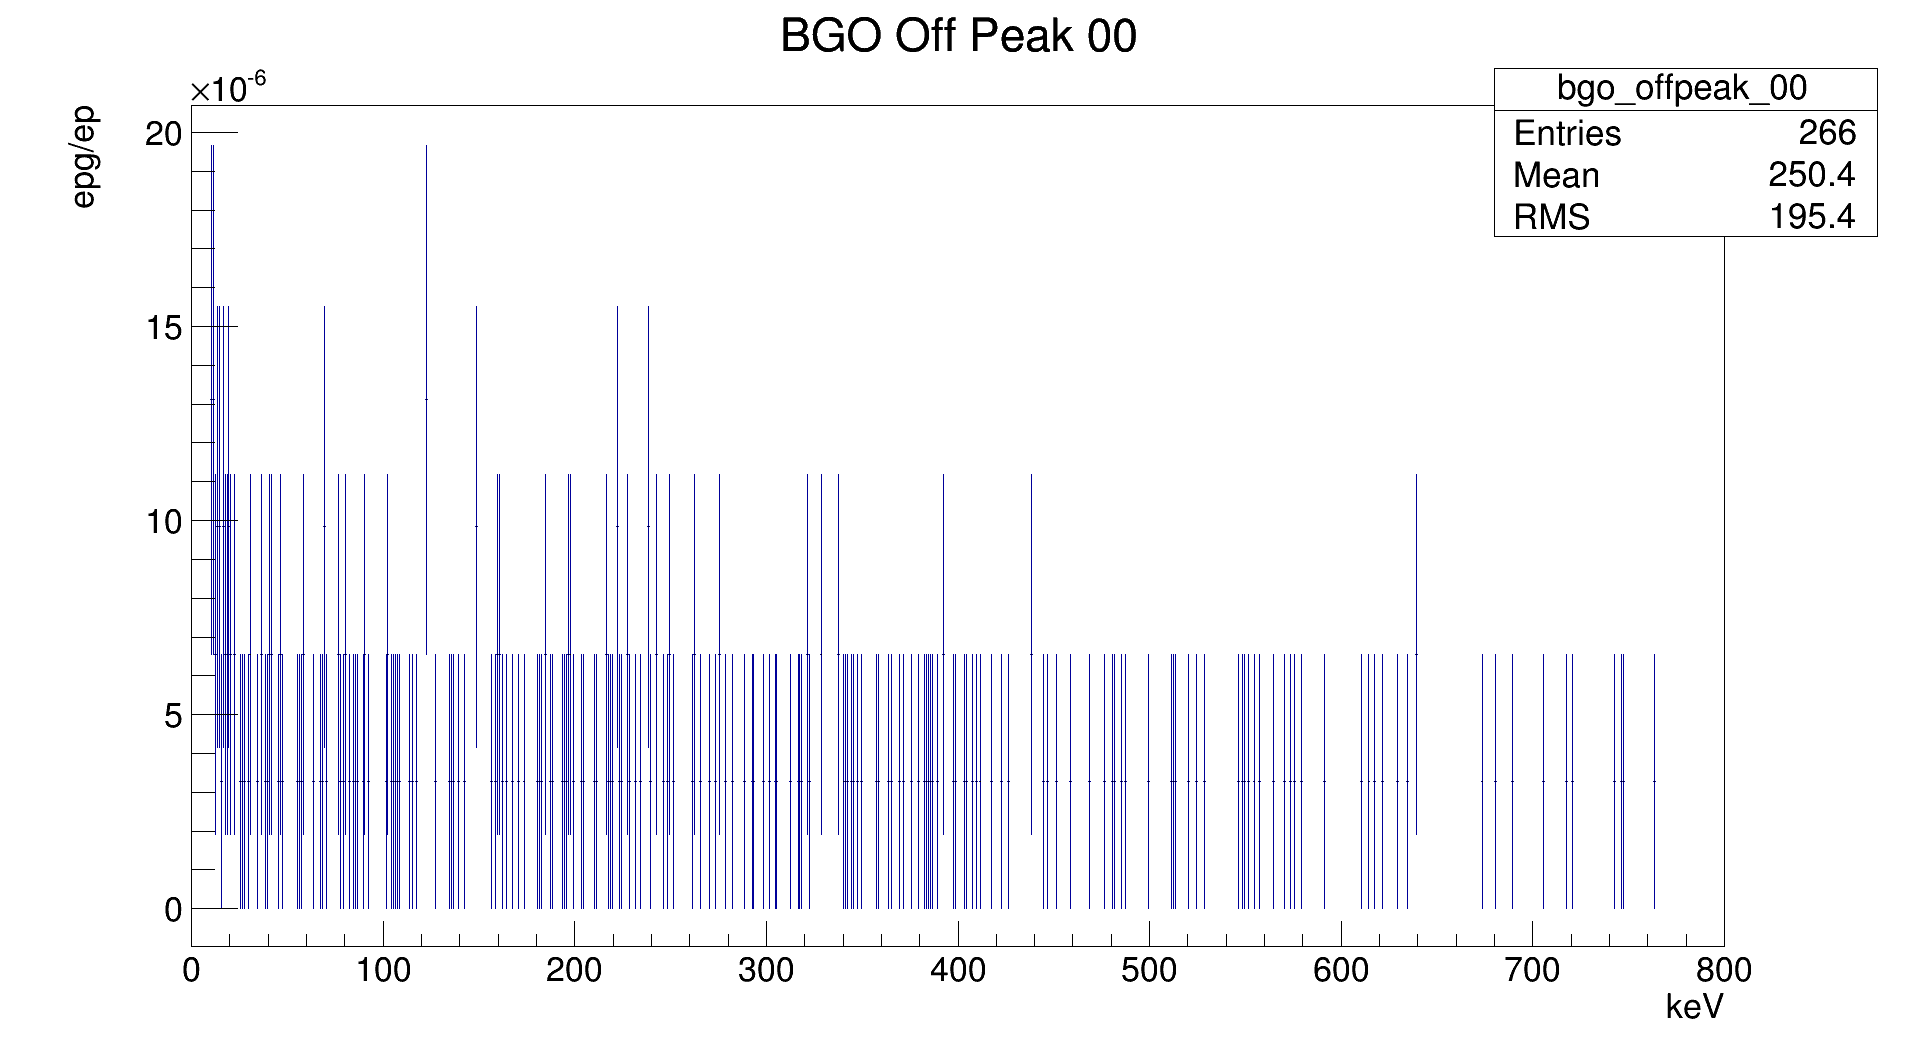 BGO Off Peak 00
×10-6
epg/ep
bgo_offpeak_00
Entries 266
Mean 250.4
RMS 195.4
20
15
10
5
0
0 100 200 300 400 500 600 700 800
keV